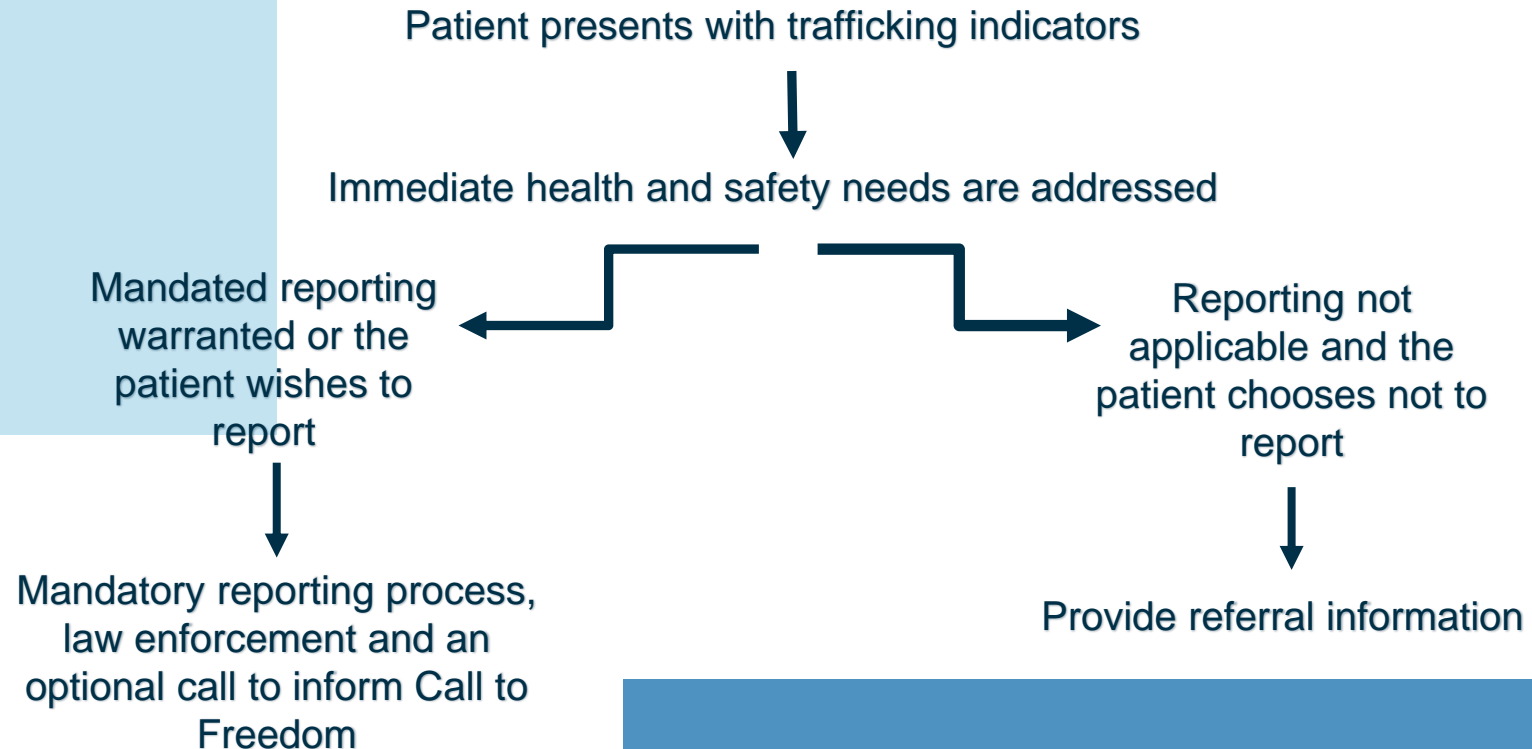 Patient presents with trafficking indicators
Immediate health and safety needs are addressed
Mandated reporting
warranted or the
patient wishes to
report
Reporting not
applicable and the
patient chooses not to
report
Mandatory reporting process,
law enforcement and an
optional call to inform Call to
Freedom
Provide referral information